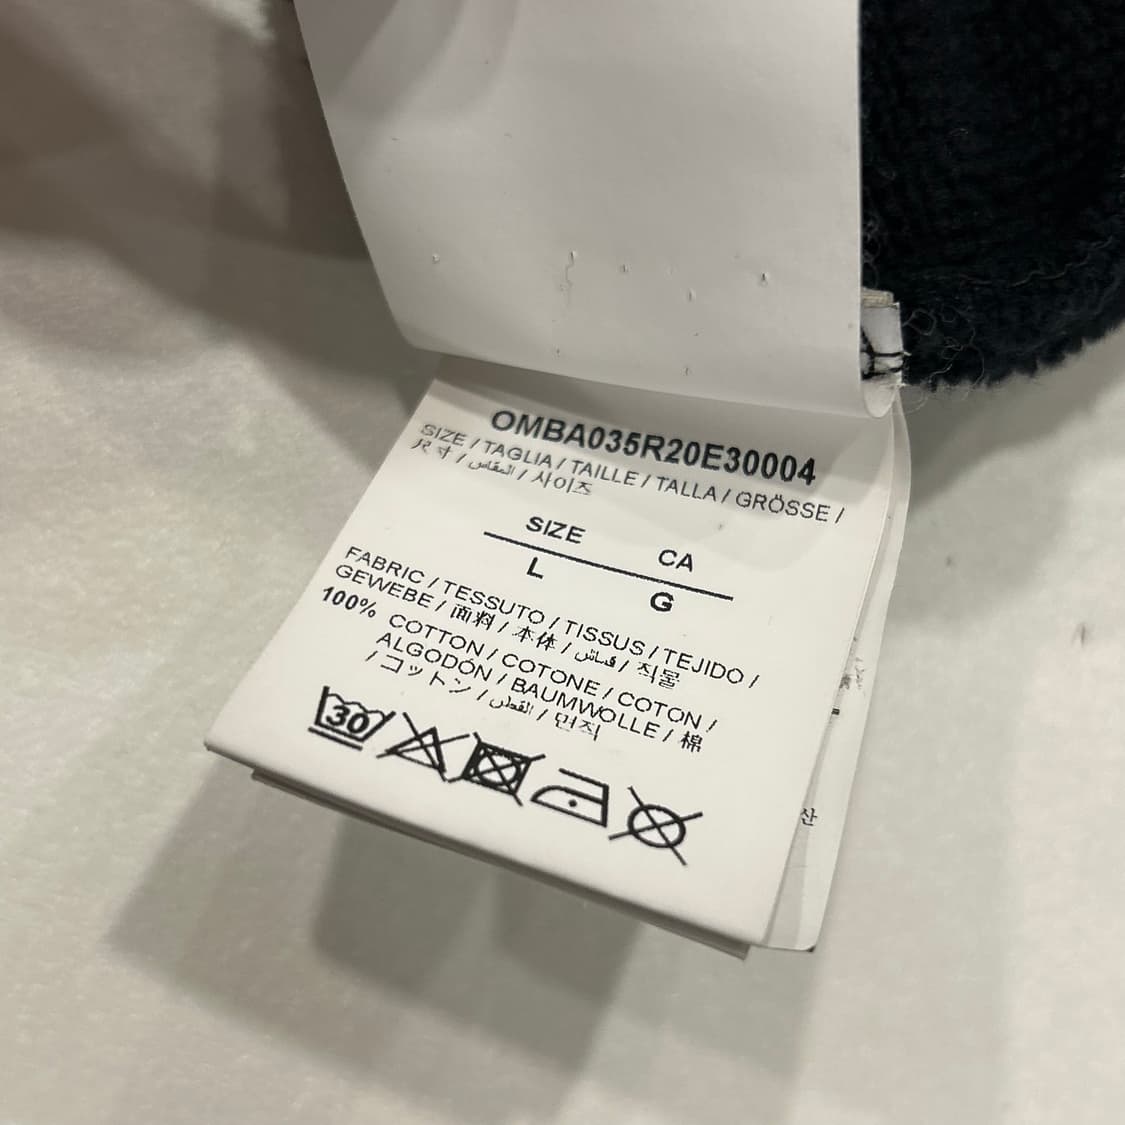 OMBA035R20E30004
SIZE / TAGLIA / TAILLE / TALLA / GRÖSSE /
尺寸 / المقاس / 사이즈
SIZE CA
L G
FABRIC / TESSUTO / TISSUS / TEJIDO /
GEWEBE / 面料 / 本体 / قماش / 직물
100% COTTON / COTONE / COTON /
ALGODÓN / BAUMWOLLE / 棉
/ コットン / القطن / 면직
30
산